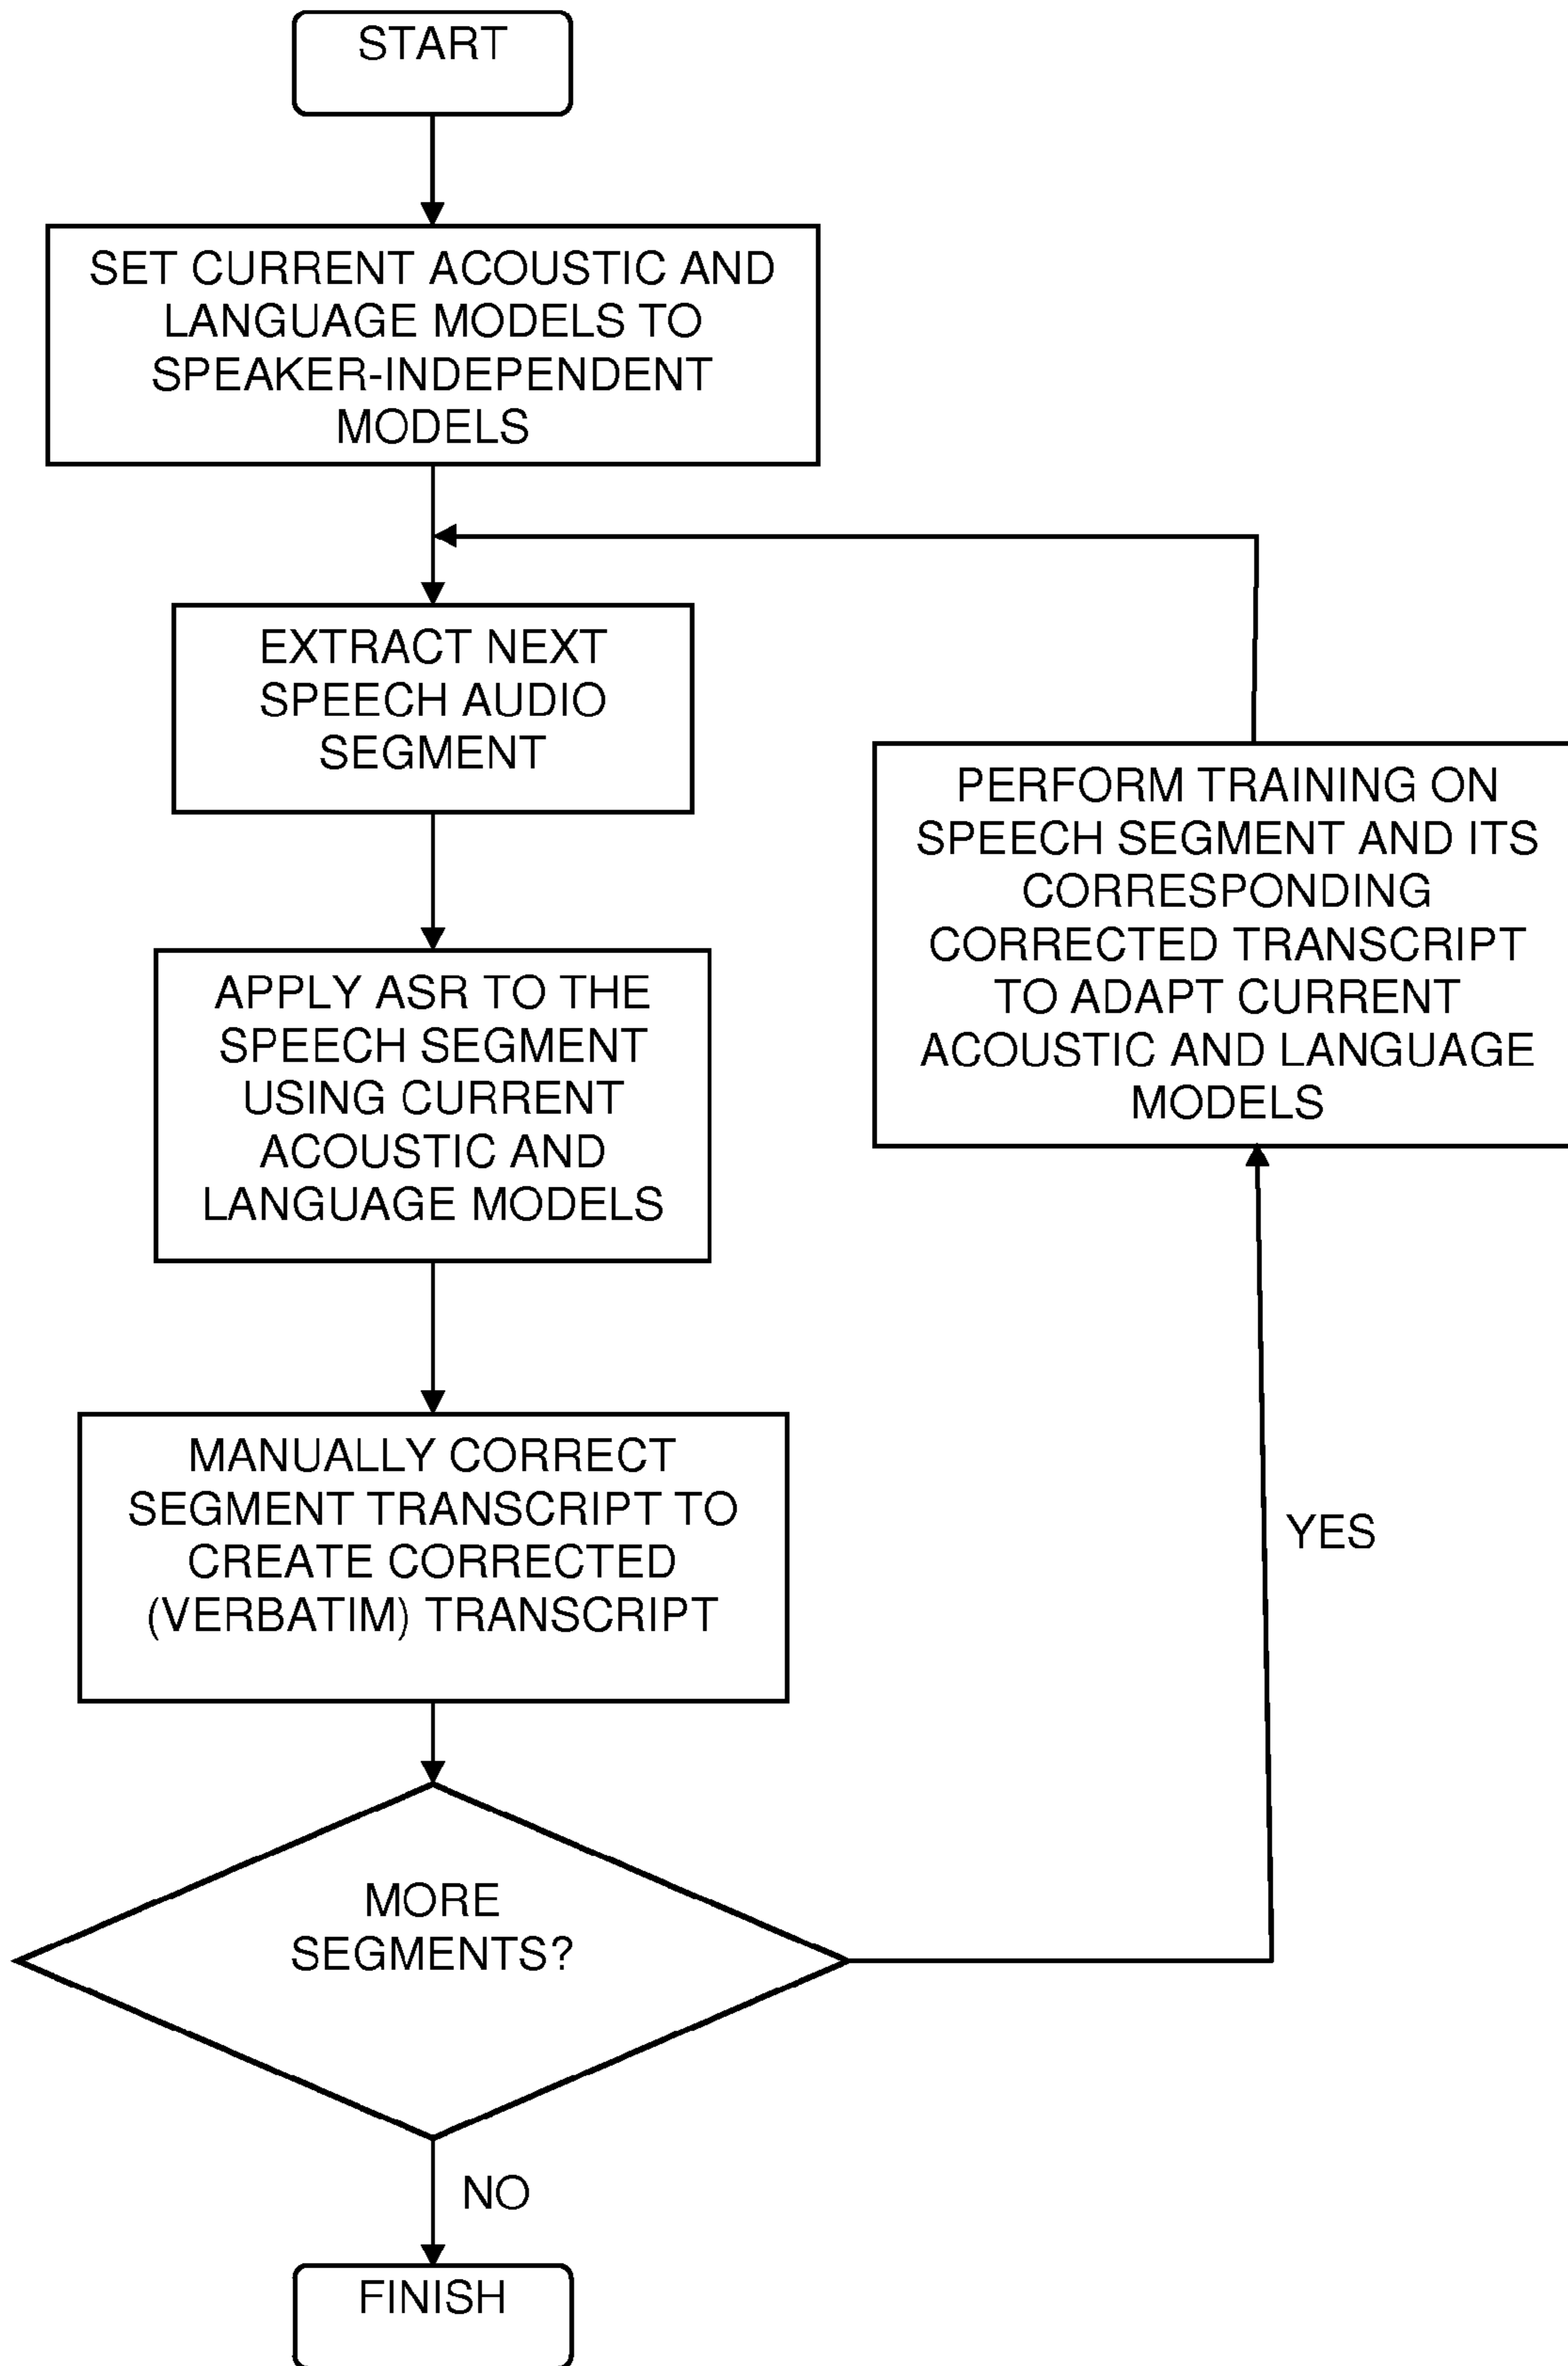 START
SET CURRENT ACOUSTIC AND
LANGUAGE MODELS TO
SPEAKER-INDEPENDENT
MODELS
EXTRACT NEXT
SPEECH AUDIO
SEGMENT
APPLY ASR TO THE
SPEECH SEGMENT
USING CURRENT
ACOUSTIC AND
LANGUAGE MODELS
MANUALLY CORRECT
SEGMENT TRANSCRIPT TO
CREATE CORRECTED
(VERBATIM) TRANSCRIPT
MORE
SEGMENTS?
YES
PERFORM TRAINING ON
SPEECH SEGMENT AND ITS
CORRESPONDING
CORRECTED TRANSCRIPT
TO ADAPT CURRENT
ACOUSTIC AND LANGUAGE
MODELS
NO
FINISH